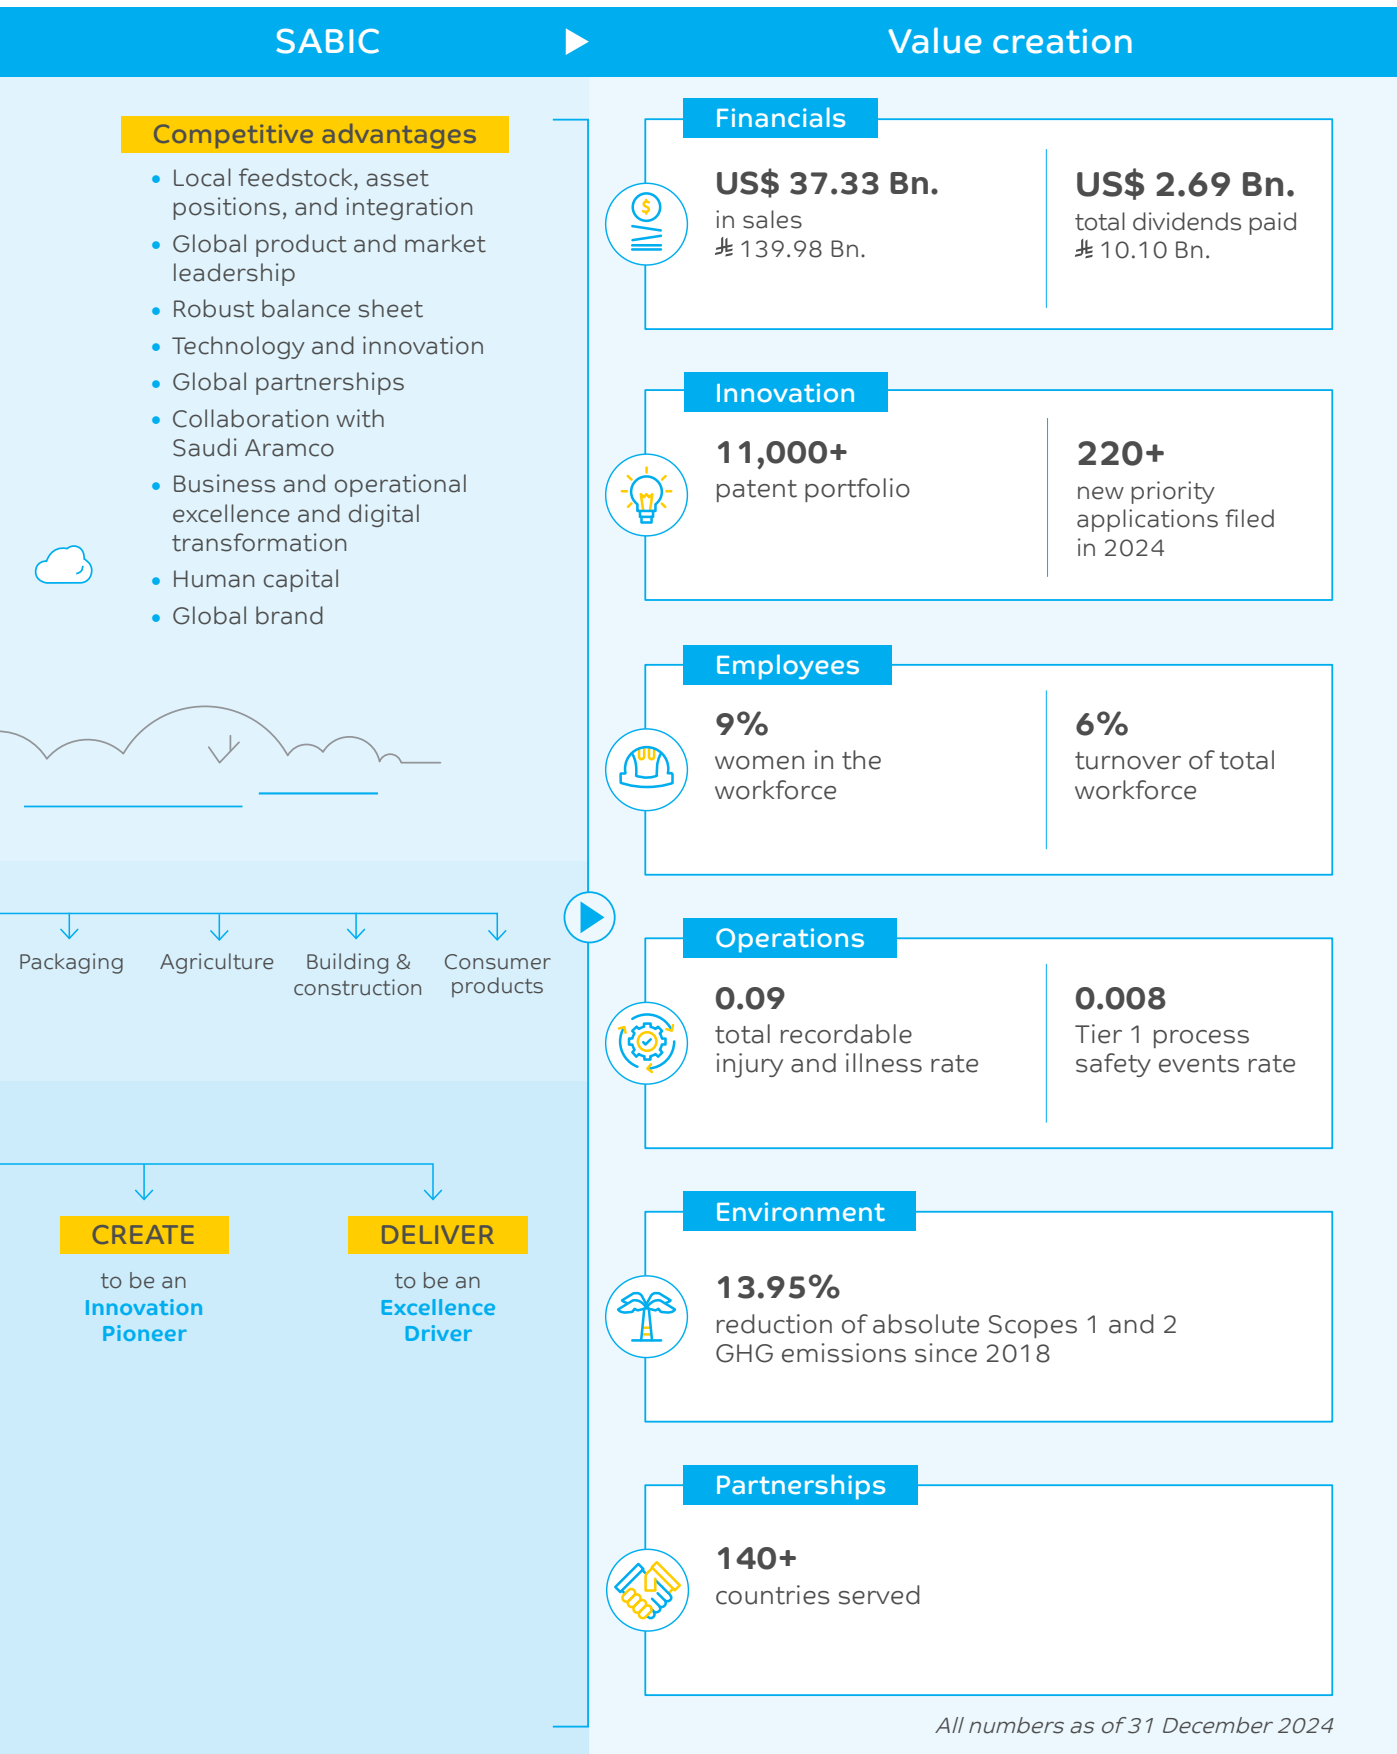 SABIC
Competitive advantages
• Local feedstock, asset
positions, and integration
• Global product and market
leadership
• Robust balance sheet
• Technology and innovation
• Global partnerships
• Collaboration with
Saudi Aramco
• Business and operational
excellence and digital
transformation
• Human capital
• Global brand
Packaging
Agriculture
Building &
construction
Consumer
products
CREATE
to be an
Innovation
Pioneer
DELIVER
to be an
Excellence
Driver
Value creation
Financials
US$ 37.33 Bn.
in sales
⃁ 139.98 Bn.
US$ 2.69 Bn.
total dividends paid
⃁ 10.10 Bn.
Innovation
11,000+
patent portfolio
220+
new priority
applications filed
in 2024
Employees
9%
women in the
workforce
6%
turnover of total
workforce
Operations
0.09
total recordable
injury and illness rate
0.008
Tier 1 process
safety events rate
Environment
13.95%
reduction of absolute Scopes 1 and 2
GHG emissions since 2018
Partnerships
140+
countries served
All numbers as of 31 December 2024